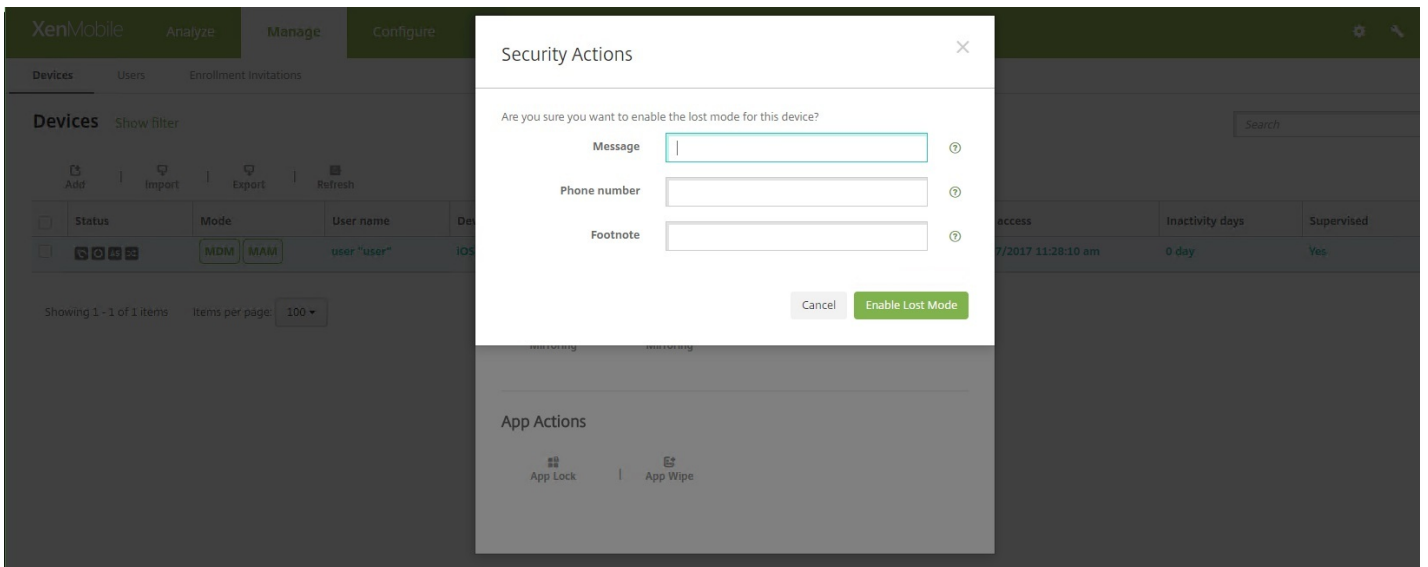 XenMobile Analyze Manage Configure
Devices Users Enrollment Invitations
Devices Show filter
Search
Add | Import | Export | Refresh
Status Mode User name Dev access Inactivity days Supervised
MDM MAM user "user" iOS 7/2017 11:28:10 am 0 day Yes
Showing 1 - 1 of 1 items Items per page: 100
Security Actions
Are you sure you want to enable the lost mode for this device?
Message
Phone number
Footnote
Cancel Enable Lost Mode
Mirroring Mirroring
App Actions
App Lock | App Wipe